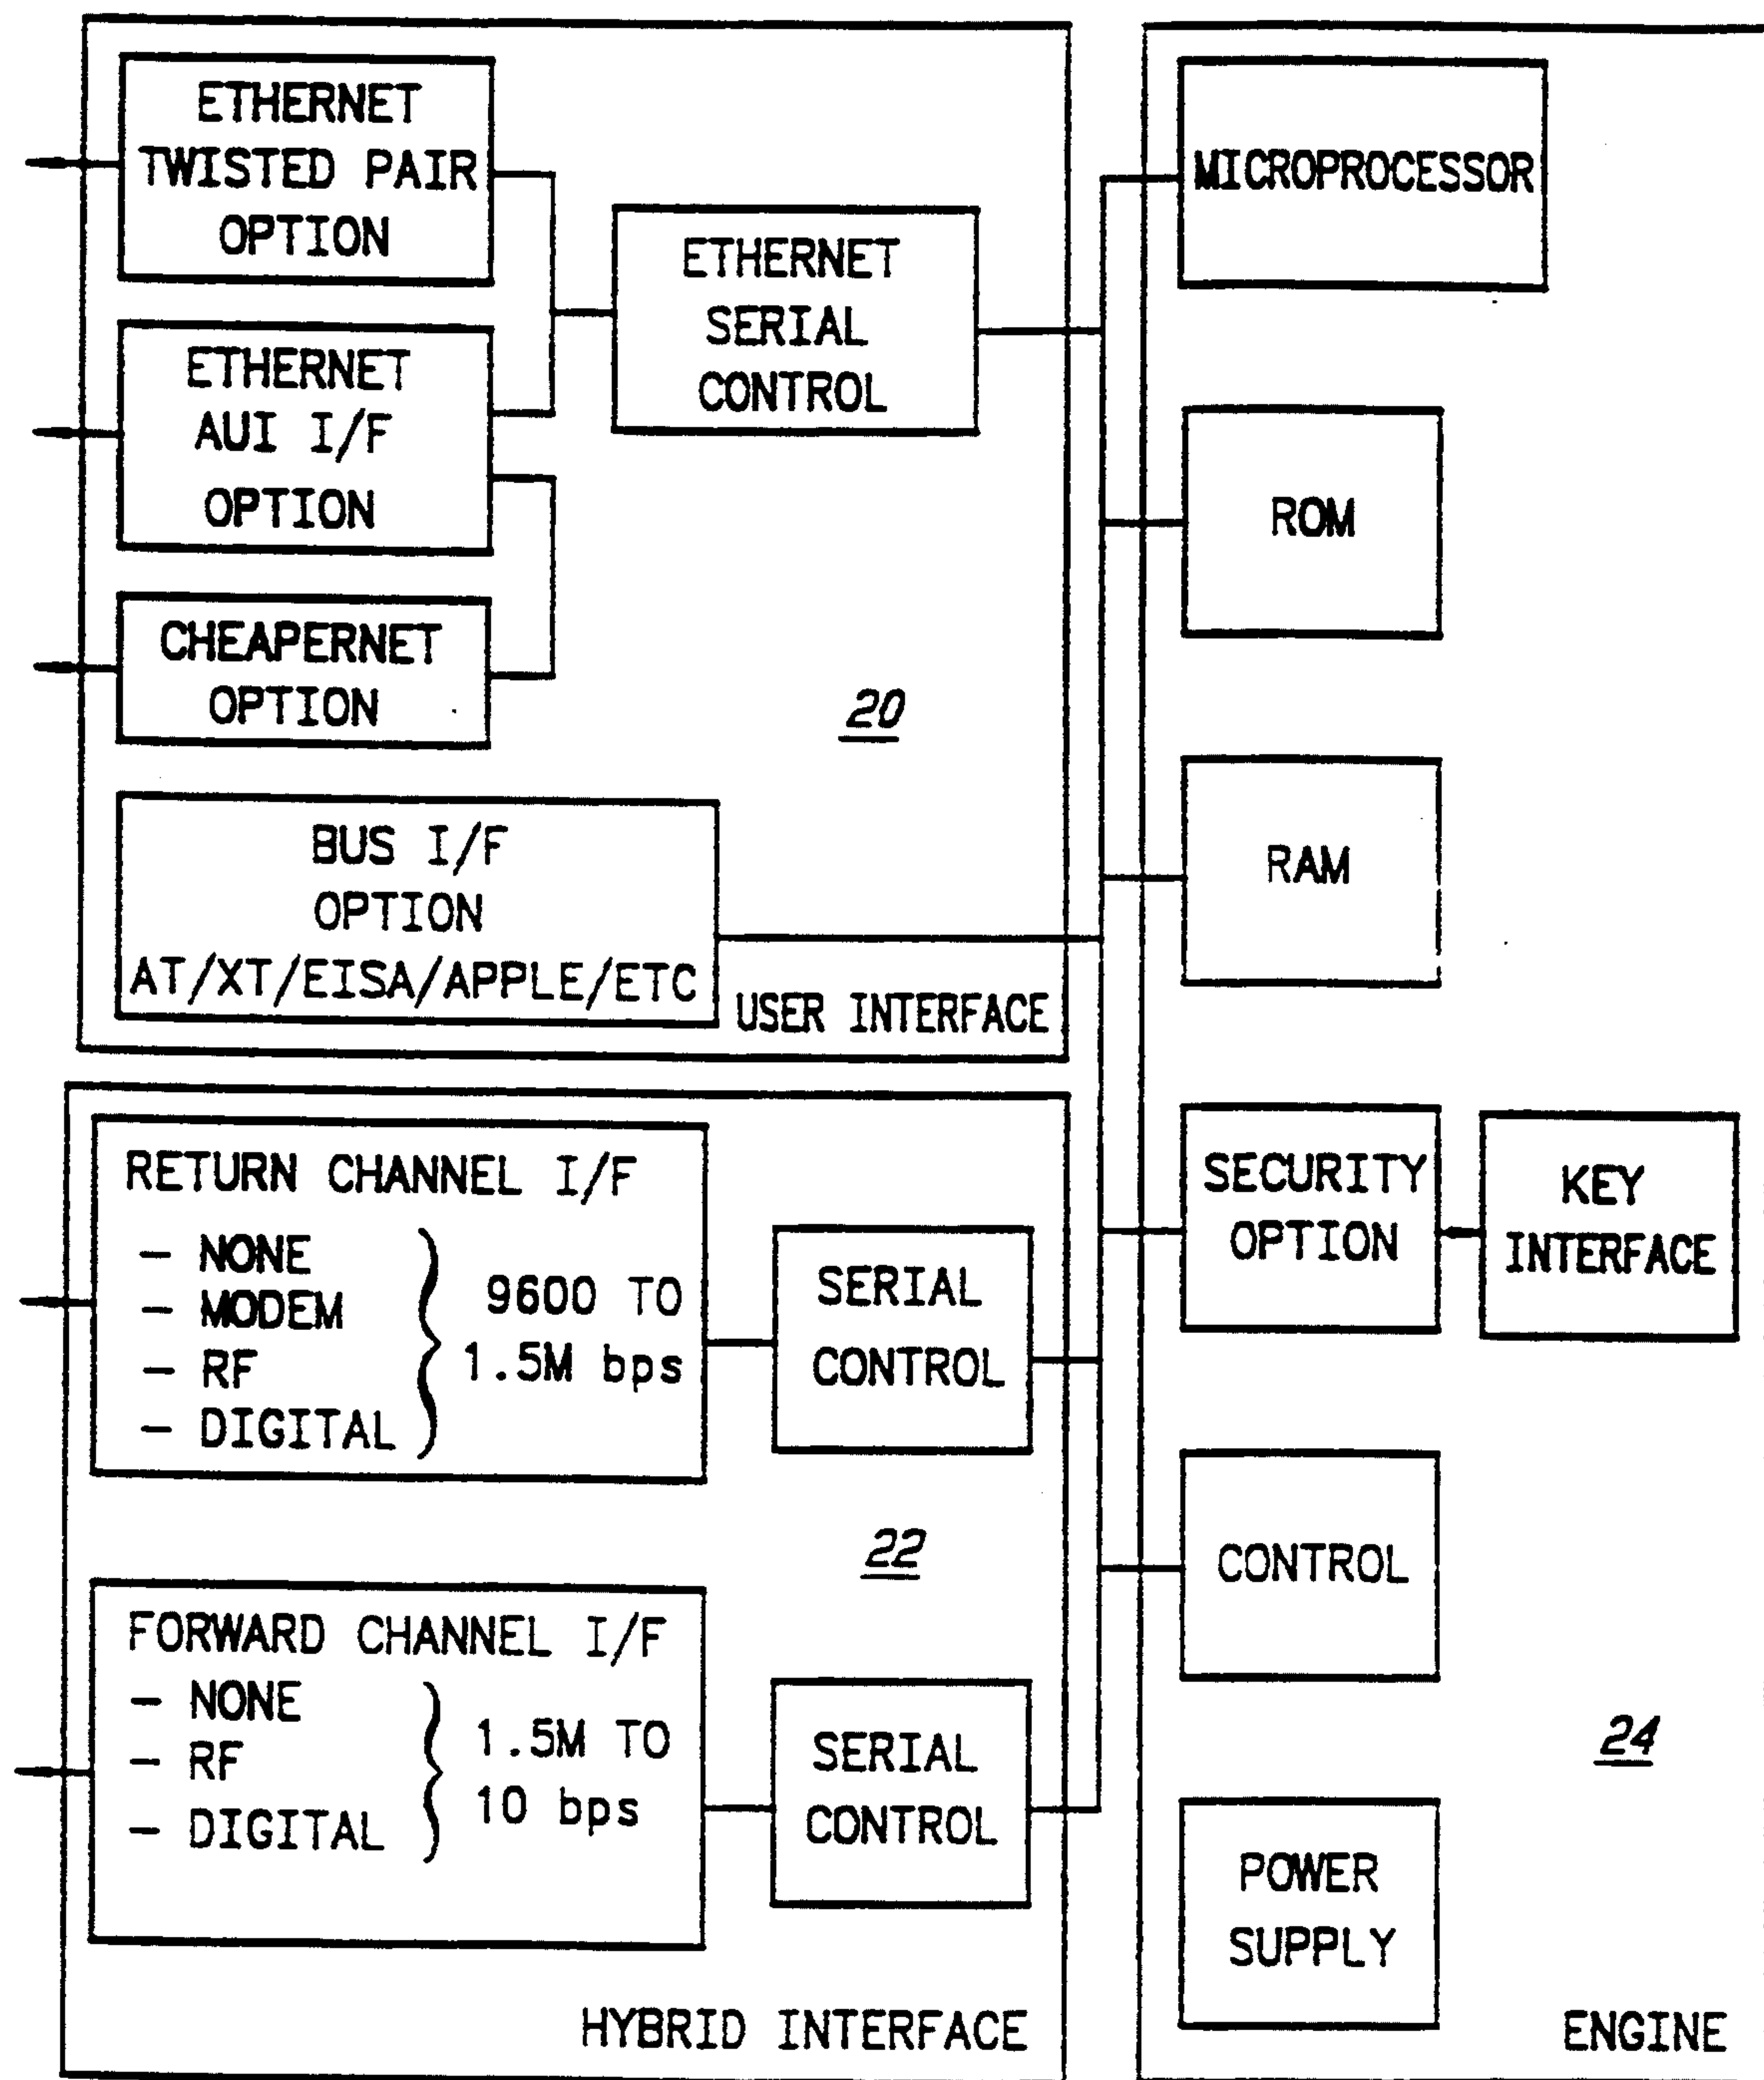 ETHERNET
TWISTED PAIR
OPTION
ETHERNET
SERIAL
CONTROL
ETHERNET
AUI I/F
OPTION
CHEAPERNET
OPTION
20
BUS I/F
OPTION
AT/XT/EISA/APPLE/ETC
USER INTERFACE
RETURN CHANNEL I/F
- NONE
- MODEM
- RF
- DIGITAL
9600 TO
1.5M bps
SERIAL
CONTROL
22
FORWARD CHANNEL I/F
- NONE
- RF
- DIGITAL
1.5M TO
10 bps
SERIAL
CONTROL
HYBRID INTERFACE
MICROPROCESSOR
ROM
RAM
SECURITY
OPTION
KEY
INTERFACE
CONTROL
24
POWER
SUPPLY
ENGINE